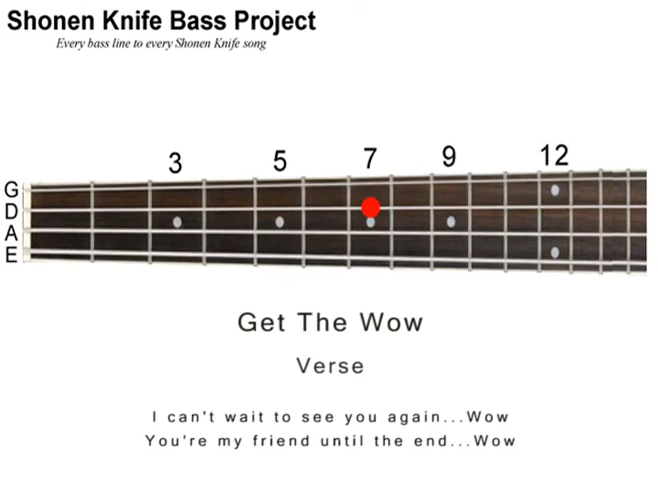 Shonen Knife Bass Project
Every bass line to every Shonen Knife song
3 5 7 9 12
G
D
A
E
Get The Wow
Verse
I can't wait to see you again...Wow
You're my friend until the end...Wow